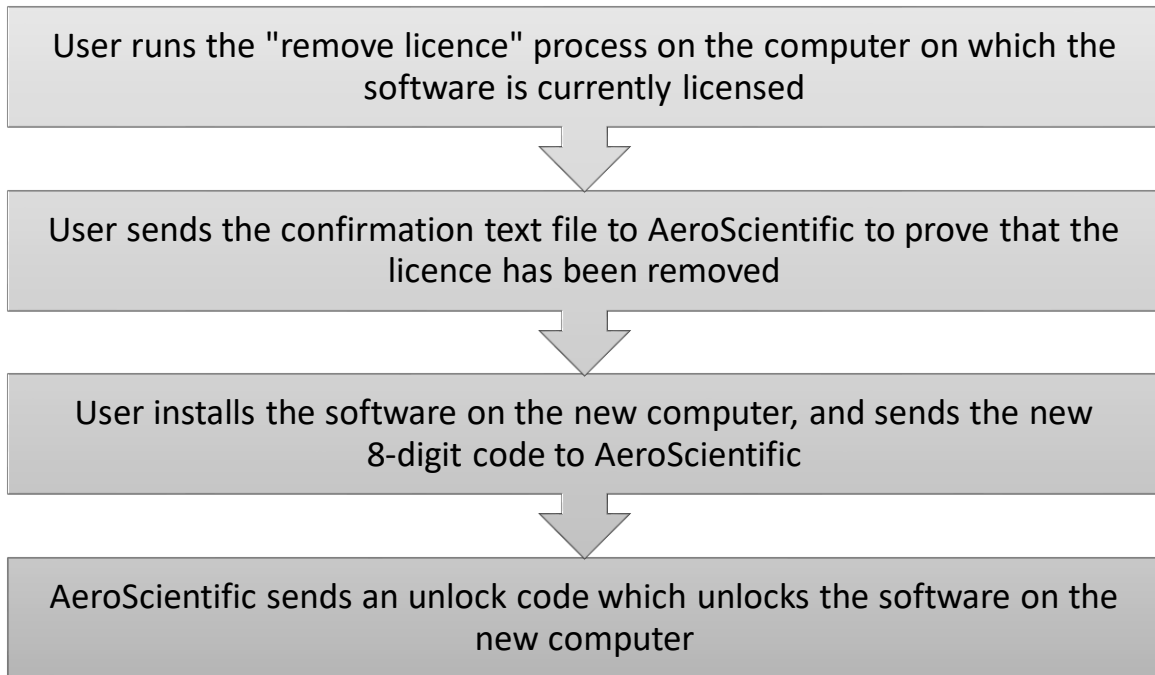 User runs the "remove licence" process on the computer on which the
software is currently licensed
User sends the confirmation text file to AeroScientific to prove that the
licence has been removed
User installs the software on the new computer, and sends the new
8-digit code to AeroScientific
AeroScientific sends an unlock code which unlocks the software on the
new computer